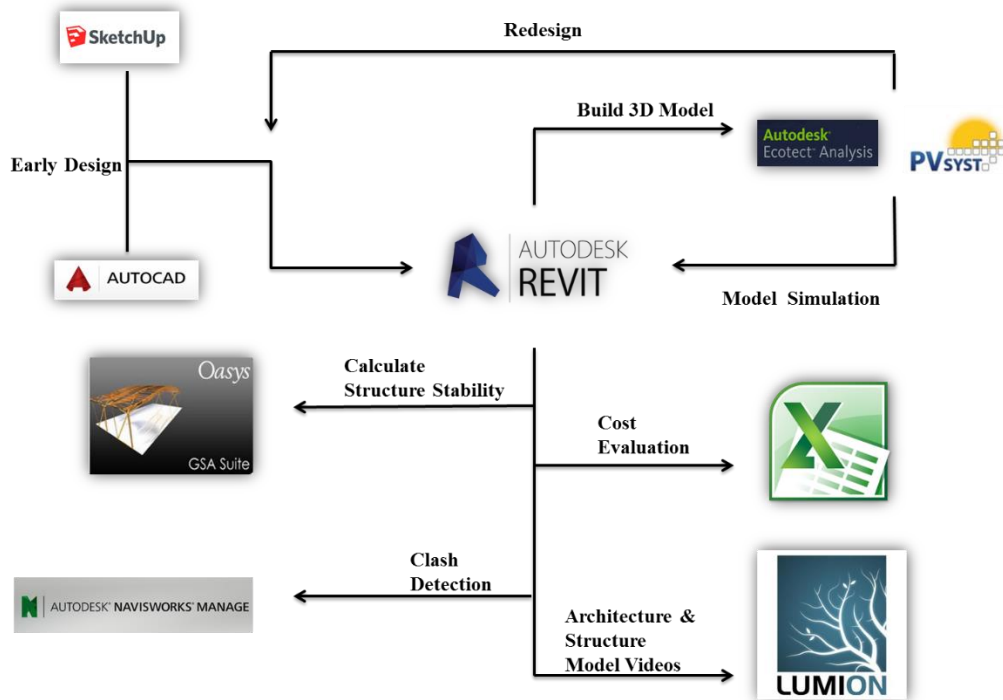 SketchUp
Redesign
Build 3D Model
Autodesk®
Ecotect™ Analysis
PVSYST
Early Design
AUTOCAD
AUTODESK
REVIT
Model Simulation
Oasys
GSA Suite
Calculate
Structure Stability
Cost
Evaluation
X
Clash
Detection
N
AUTODESK® NAVISWORKS® MANAGE
Architecture &
Structure
Model Videos
LUMION